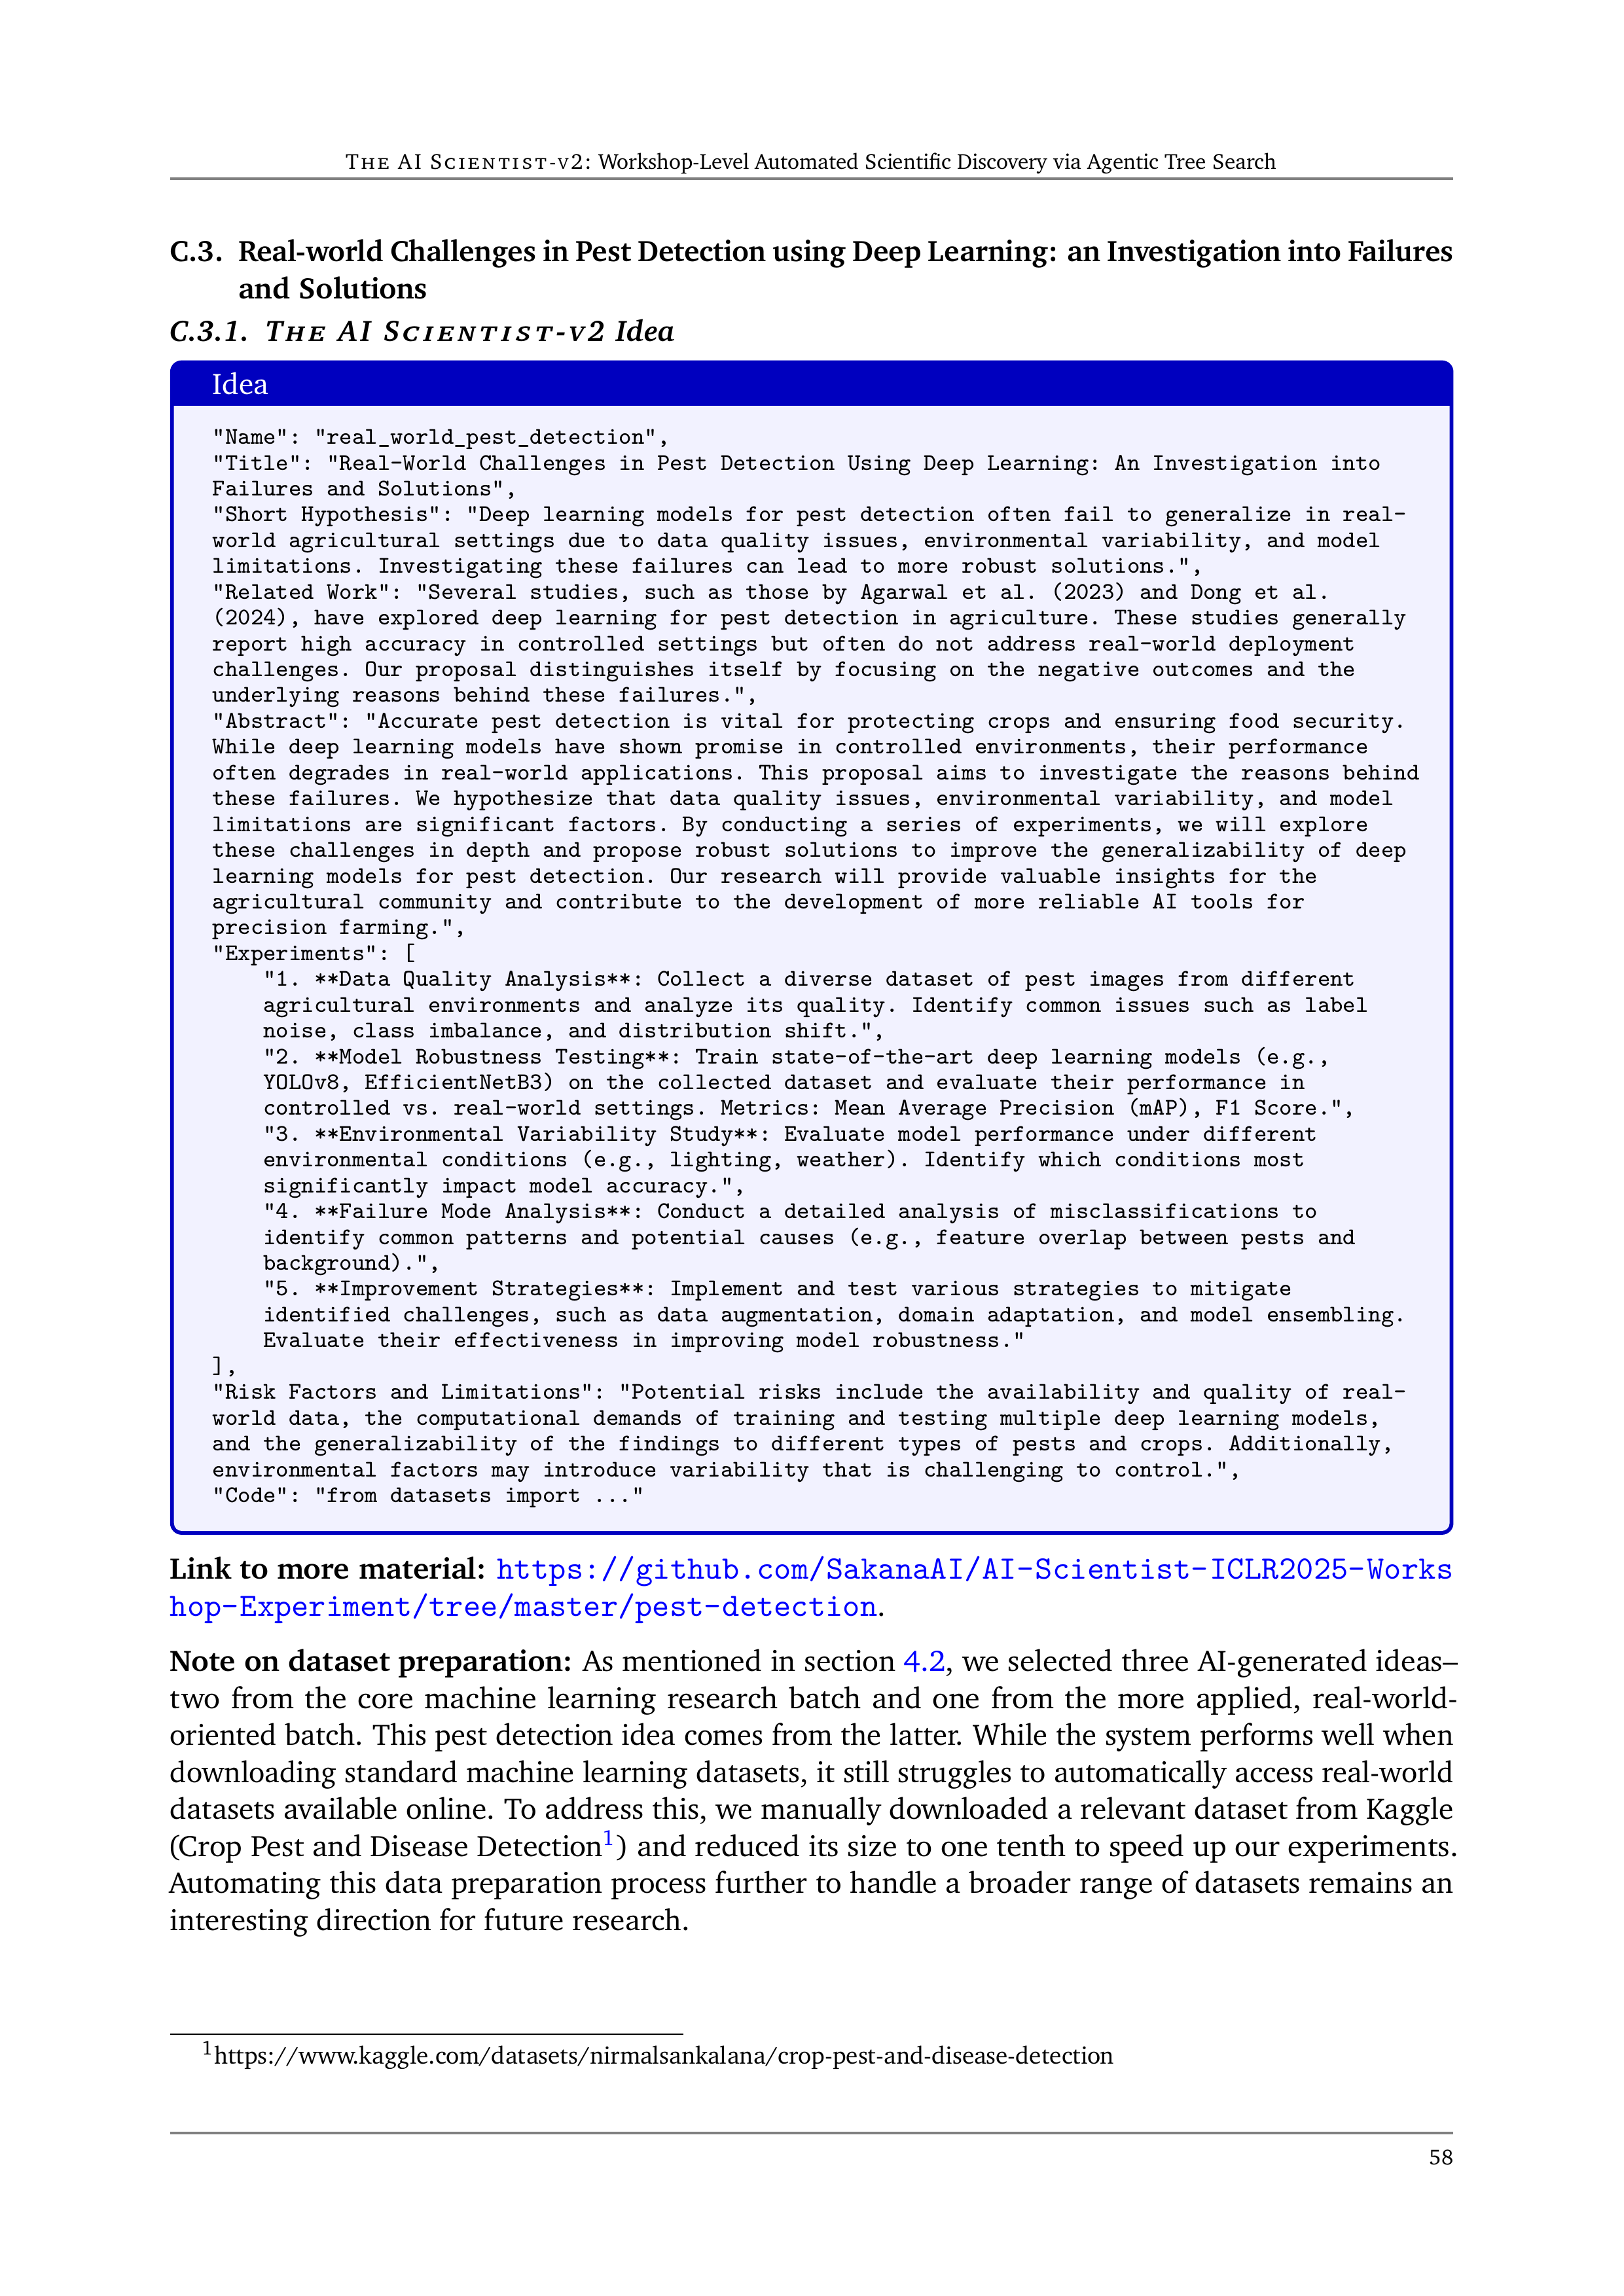 THE AI SCIENTIST-V2: Workshop-Level Automated Scientific Discovery via Agentic Tree Search
C.3. Real-world Challenges in Pest Detection using Deep Learning: an Investigation into Failures
and Solutions
C.3.1. THE AI SCIENTIST-V2 Idea
Idea
"Name": "real_world_pest_detection",
"Title": "Real-World Challenges in Pest Detection Using Deep Learning: An Investigation into
Failures and Solutions",
"Short Hypothesis": "Deep learning models for pest detection often fail to generalize in real-
world agricultural settings due to data quality issues, environmental variability, and model
limitations. Investigating these failures can lead to more robust solutions.",
"Related Work": "Several studies, such as those by Agarwal et al. (2023) and Dong et al.
(2024), have explored deep learning for pest detection in agriculture. These studies generally
report high accuracy in controlled settings but often do not address real-world deployment
challenges. Our proposal distinguishes itself by focusing on the negative outcomes and the
underlying reasons behind these failures.",
"Abstract": "Accurate pest detection is vital for protecting crops and ensuring food security.
While deep learning models have shown promise in controlled environments, their performance
often degrades in real-world applications. This proposal aims to investigate the reasons behind
these failures. We hypothesize that data quality issues, environmental variability, and model
limitations are significant factors. By conducting a series of experiments, we will explore
these challenges in depth and propose robust solutions to improve the generalizability of deep
learning models for pest detection. Our research will provide valuable insights for the
agricultural community and contribute to the development of more reliable AI tools for
precision farming.",
"Experiments": [
"1. **Data Quality Analysis**: Collect a diverse dataset of pest images from different
agricultural environments and analyze its quality. Identify common issues such as label
noise, class imbalance, and distribution shift.",
"2. **Model Robustness Testing**: Train state-of-the-art deep learning models (e.g.,
YOLOv8, EfficientNetB3) on the collected dataset and evaluate their performance in
controlled vs. real-world settings. Metrics: Mean Average Precision (mAP), F1 Score.",
"3. **Environmental Variability Study**: Evaluate model performance under different
environmental conditions (e.g., lighting, weather). Identify which conditions most
significantly impact model accuracy.",
"4. **Failure Mode Analysis**: Conduct a detailed analysis of misclassifications to
identify common patterns and potential causes (e.g., feature overlap between pests and
background).",
"5. **Improvement Strategies**: Implement and test various strategies to mitigate
identified challenges, such as data augmentation, domain adaptation, and model ensembling.
Evaluate their effectiveness in improving model robustness."
],
"Risk Factors and Limitations": "Potential risks include the availability and quality of real-
world data, the computational demands of training and testing multiple deep learning models,
and the generalizability of the findings to different types of pests and crops. Additionally,
environmental factors may introduce variability that is challenging to control.",
"Code": "from datasets import ..."
Link to more material: https://github.com/SakanaAI/AI-Scientist-ICLR2025-Works
hop-Experiment/tree/master/pest-detection.
Note on dataset preparation: As mentioned in section 4.2, we selected three AI-generated ideas–
two from the core machine learning research batch and one from the more applied, real-world-
oriented batch. This pest detection idea comes from the latter. While the system performs well when
downloading standard machine learning datasets, it still struggles to automatically access real-world
datasets available online. To address this, we manually downloaded a relevant dataset from Kaggle
(Crop Pest and Disease Detection1) and reduced its size to one tenth to speed up our experiments.
Automating this data preparation process further to handle a broader range of datasets remains an
interesting direction for future research.
1https://www.kaggle.com/datasets/nirmalsankalana/crop-pest-and-disease-detection
58